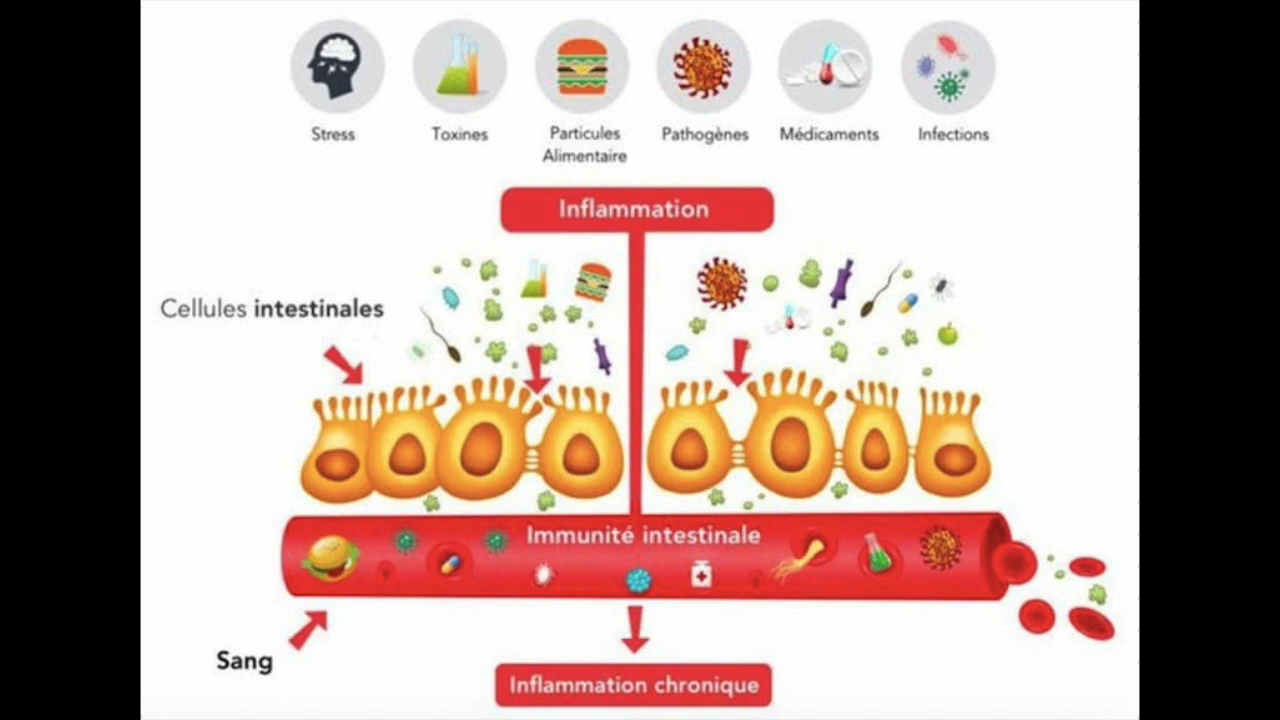 Stress
Toxines
Particules
Alimentaire
Pathogènes
Médicaments
Infections
Inflammation
Cellules intestinales
Immunité intestinale
Sang
Inflammation chronique